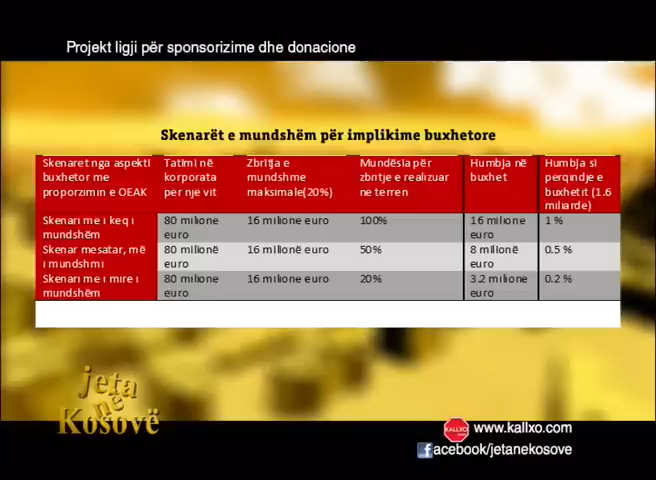 Projekt ligji për sponsorizime dhe donacione
Skenarët e mundshëm për implikime buxhetore
Skenaret nga aspekti buxhetor me proporzimin e OEAK	Tatimi në korporata per nje vit	Zbritja e mundshme maksimale(20%)	Mundësia për zbritje e realizuar ne terren	Humbja në buxhet	Humbja si perqindje e buxhetit (1.6 miliarde)
Skenari me i keq i mundshëm	80 milione euro	16 milione euro	100%	16 milione euro	1 %
Skenar mesatar, më i mundshmi	80 milionë euro	16 milionë euro	50%	8 milionë euro	0.5 %
Skenari me i mire i mundshëm	80 milione euro	16 milione euro	20%	3.2 milione euro	0.2 %
jeta
në
Kosovë
KALLXO
www.kallxo.com
facebook/jetanekosove